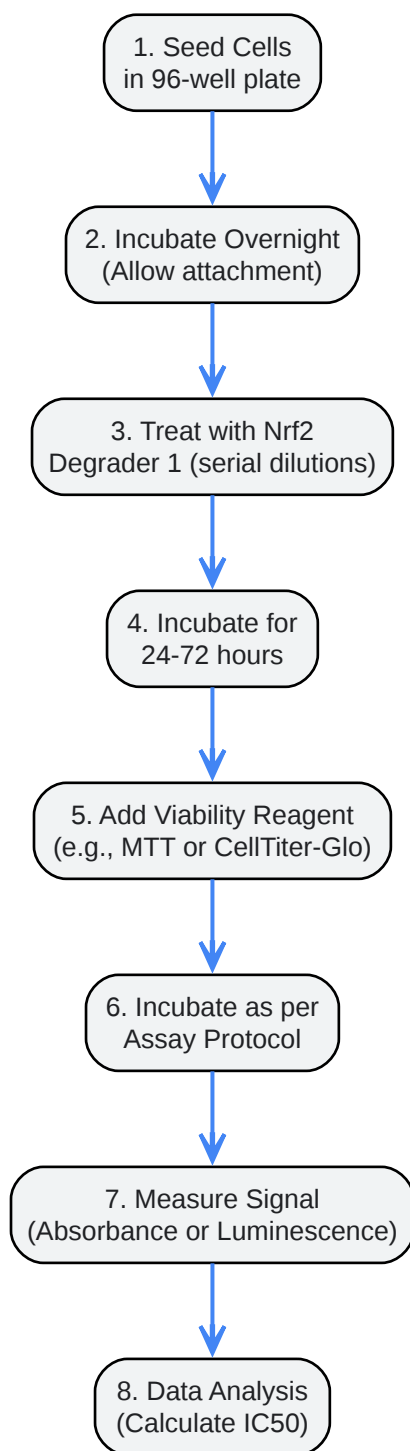 1. Seed Cells
in 96-well plate
2. Incubate Overnight
(Allow attachment)
3. Treat with Nrf2
Degrader 1 (serial dilutions)
4. Incubate for
24-72 hours
5. Add Viability Reagent
(e.g., MTT or CellTiter-Glo)
6. Incubate as per
Assay Protocol
7. Measure Signal
(Absorbance or Luminescence)
8. Data Analysis
(Calculate IC50)